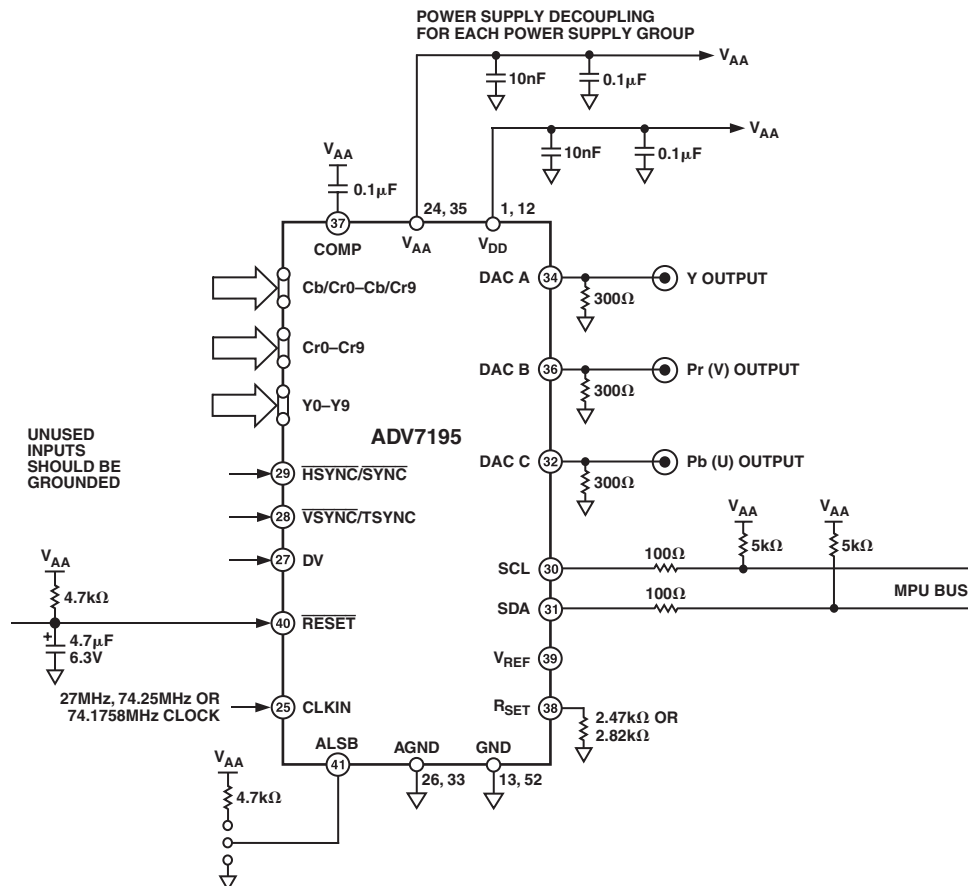 POWER SUPPLY DECOUPLING
FOR EACH POWER SUPPLY GROUP
VAA
10nF
0.1µF
VAA
10nF
0.1µF
VAA
0.1µF
24, 35
1, 12
37
COMP
VAA
VDD
Cb/Cr0–Cb/Cr9
DAC A
34
Y OUTPUT
300Ω
Cr0–Cr9
DAC B
36
Pr (V) OUTPUT
300Ω
Y0–Y9
ADV7195
UNUSED
INPUTS
SHOULD BE
GROUNDED
DAC C
32
Pb (U) OUTPUT
300Ω
29
HSYNC/SYNC
28
VSYNC/TSYNC
VAA
VAA
5kΩ
5kΩ
27
DV
VAA
4.7kΩ
SCL
30
100Ω
MPU BUS
SDA
31
100Ω
40
RESET
+
4.7µF
6.3V
VREF
39
27MHz, 74.25MHz OR
74.1758MHz CLOCK
25
CLKIN
RSET
38
2.47kΩ OR
2.82kΩ
ALSB
AGND
GND
41
26, 33
13, 52
VAA
4.7kΩ